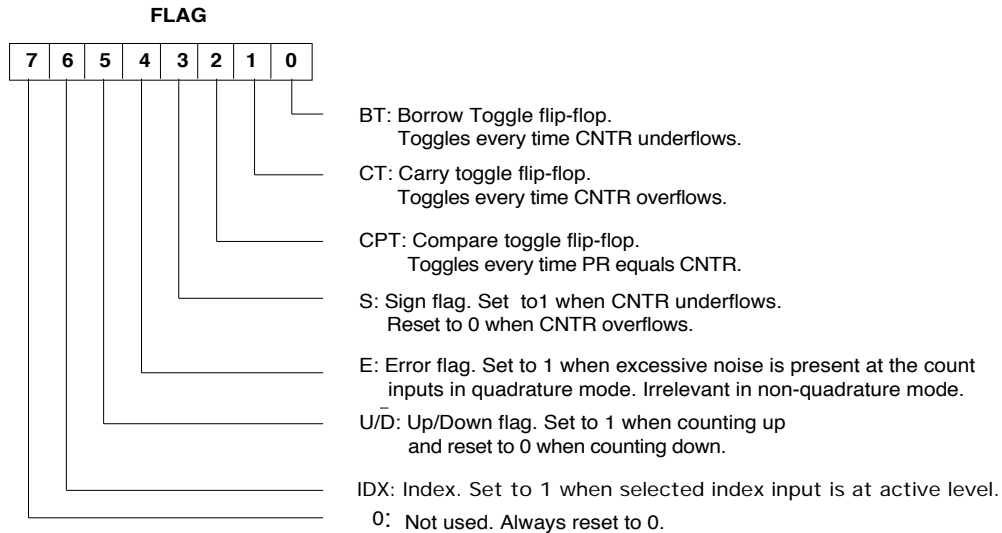 FLAG
7 6 5 4 3 2 1 0
BT: Borrow Toggle flip-flop.
Toggles every time CNTR underflows.
CT: Carry toggle flip-flop.
Toggles every time CNTR overflows.
CPT: Compare toggle flip-flop.
Toggles every time PR equals CNTR.
S: Sign flag. Set to1 when CNTR underflows.
Reset to 0 when CNTR overflows.
E: Error flag. Set to 1 when excessive noise is present at the count
inputs in quadrature mode. Irrelevant in non-quadrature mode.
U/D̅: Up/Down flag. Set to 1 when counting up
and reset to 0 when counting down.
IDX: Index. Set to 1 when selected index input is at active level.
0: Not used. Always reset to 0.